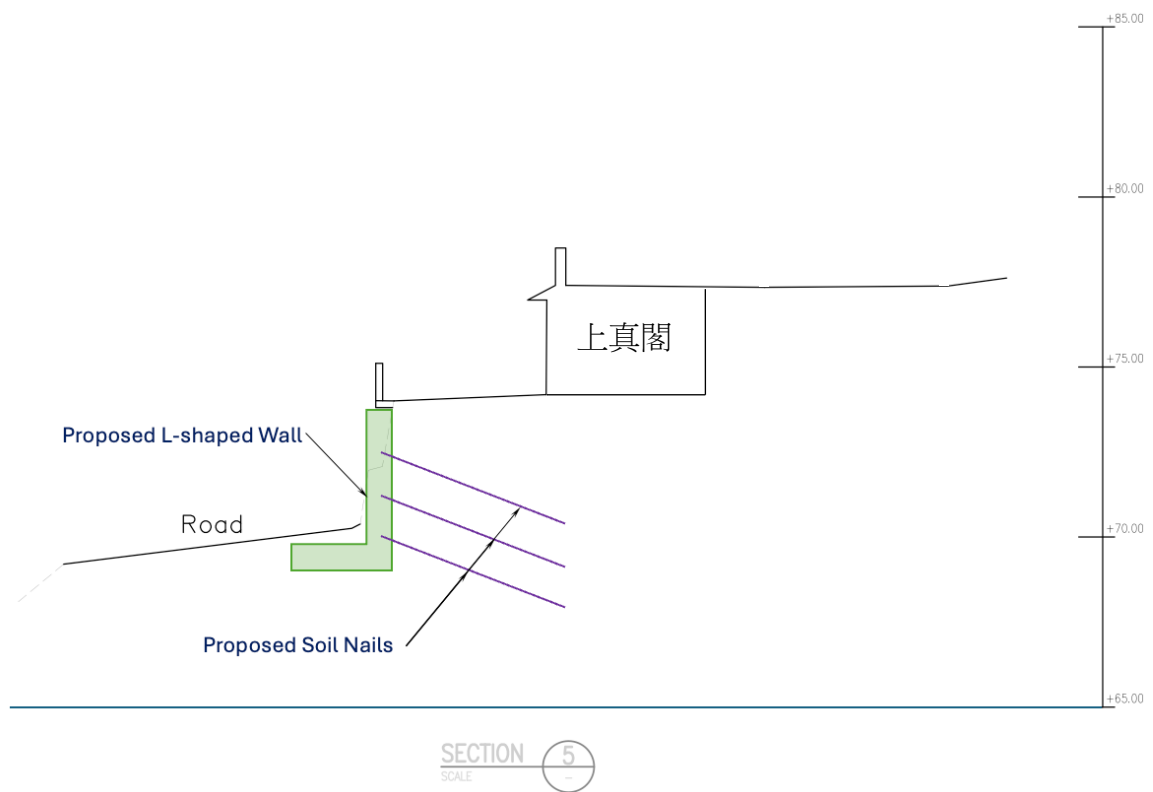 +85.00
+80.00
上真閣
+75.00
Proposed L-shaped Wall
Road
+70.00
Proposed Soil Nails
+65.00
SECTION 5
SCALE –